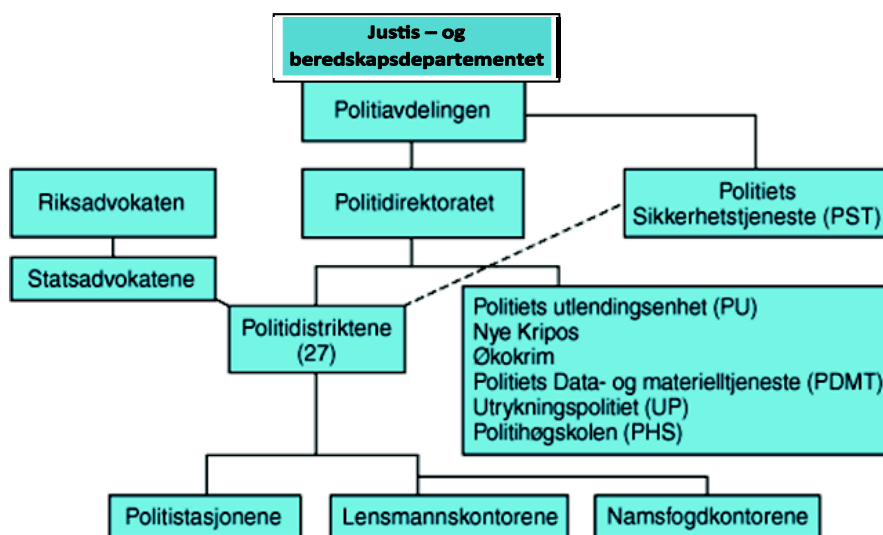 Justis – og
beredskapsdepartementet
Politiavdelingen
Riksadvokaten
Politidirektoratet
Politiets
Sikkerhetstjeneste (PST)
Statsadvokatene
Politidistriktene
(27)
Politiets utlendingsenhet (PU)
Nye Kripos
Økokrim
Politiets Data- og materielltjeneste (PDMT)
Utrykningspolitiet (UP)
Politihøgskolen (PHS)
Politistasjonene
Lensmannskontorene
Namsfogdkontorene